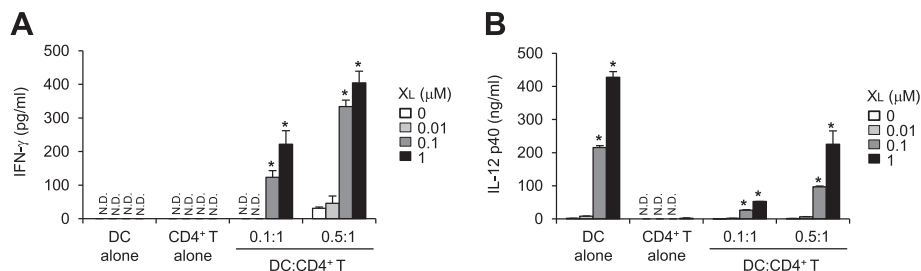 A
500
400
300
200
100
0
IFN-γ (pg/ml)
N.D. N.D. N.D. N.D.
N.D. N.D. N.D. N.D.
N.D. N.D.
* *
* *
DC alone
CD4+ T alone
0.1:1
0.5:1
DC:CD4+ T
XL (μM)
0
0.01
0.1
1
B
500
400
300
200
100
0
IL-12 p40 (ng/ml)
* *
N.D. N.D. N.D.
* *
* *
DC alone
CD4+ T alone
0.1:1
0.5:1
DC:CD4+ T
XL (μM)
0
0.01
0.1
1